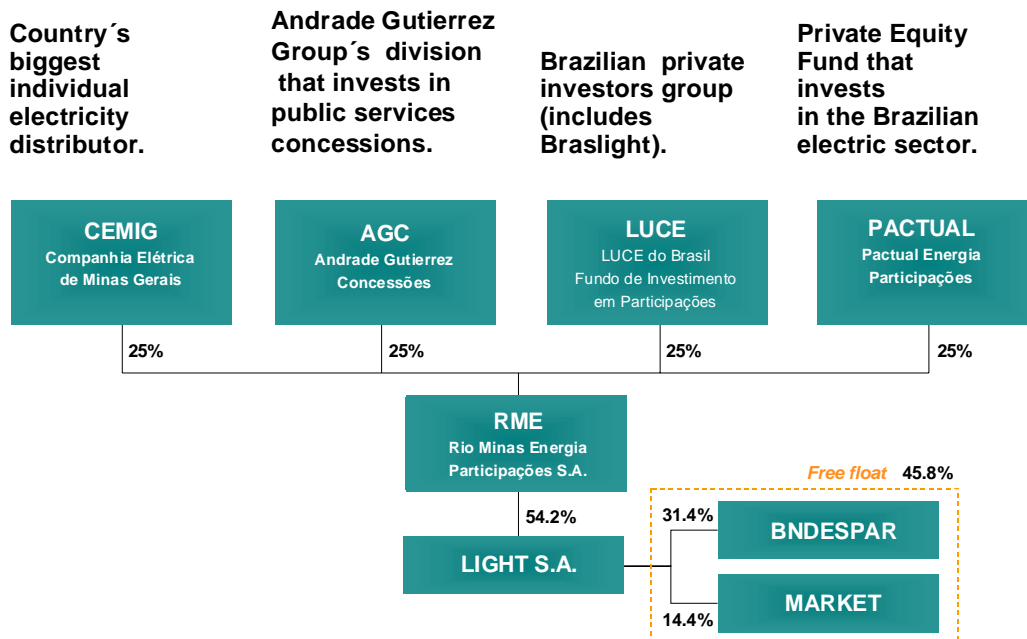 Country´s
biggest
individual
electricity
distributor.
Andrade Gutierrez
Group´s division
that invests in
public services
concessions.
Brazilian private
investors group
(includes
Braslight).
Private Equity
Fund that
invests
in the Brazilian
electric sector.
CEMIG
Companhia Elétrica
de Minas Gerais
AGC
Andrade Gutierrez
Concessões
LUCE
LUCE do Brasil
Fundo de Investimento
em Participações
PACTUAL
Pactual Energia
Participações
25%
25%
25%
25%
RME
Rio Minas Energia
Participações S.A.
Free float 45.8%
54.2%
31.4%
BNDESPAR
LIGHT S.A.
MARKET
14.4%